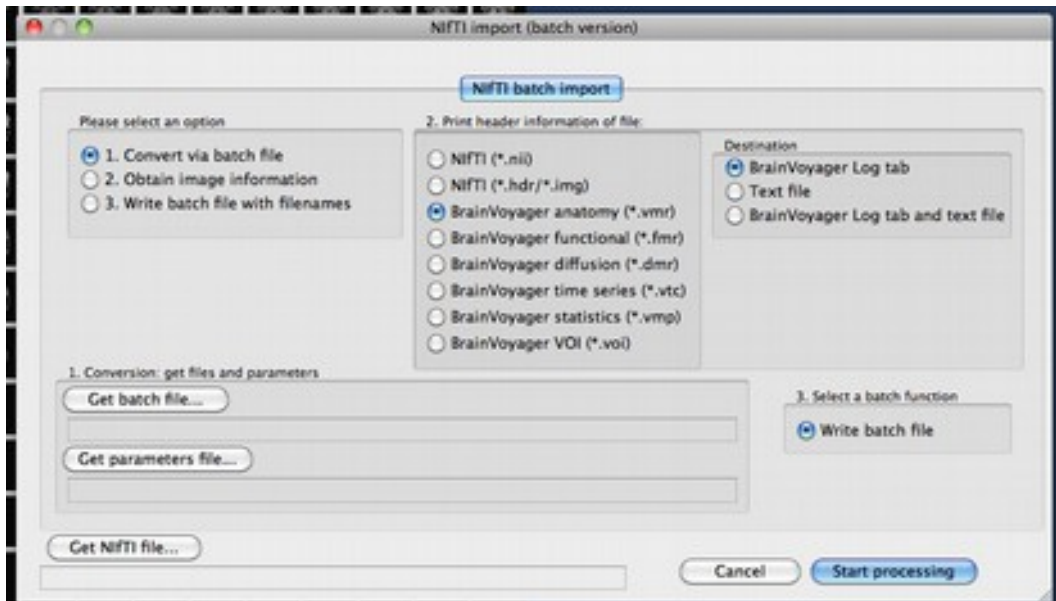 NIfTI import (batch version)
NIfTI batch import
Please select an option
1. Convert via batch file
2. Obtain image information
3. Write batch file with filenames
2. Print header information of file:
NIfTI (*.nii)
NIfTI (*.hdr/*.img)
BrainVoyager anatomy (*.vmr)
BrainVoyager functional (*.fmr)
BrainVoyager diffusion (*.dmr)
BrainVoyager time series (*.vtc)
BrainVoyager statistics (*.vmp)
BrainVoyager VOI (*.voi)
Destination
BrainVoyager Log tab
Text file
BrainVoyager Log tab and text file
1. Conversion: get files and parameters
Get batch file...
Get parameters file...
3. Select a batch function
Write batch file
Get NIfTI file...
Cancel
Start processing